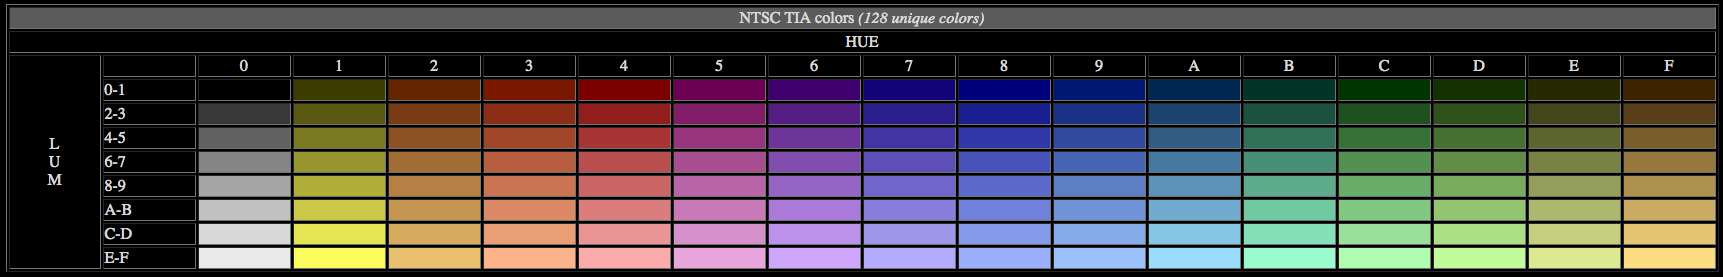 NTSC TIA colors (128 unique colors)
HUE
0 1 2 3 4 5 6 7 8 9 A B C D E F
L
U
M
0-1
2-3
4-5
6-7
8-9
A-B
C-D
E-F